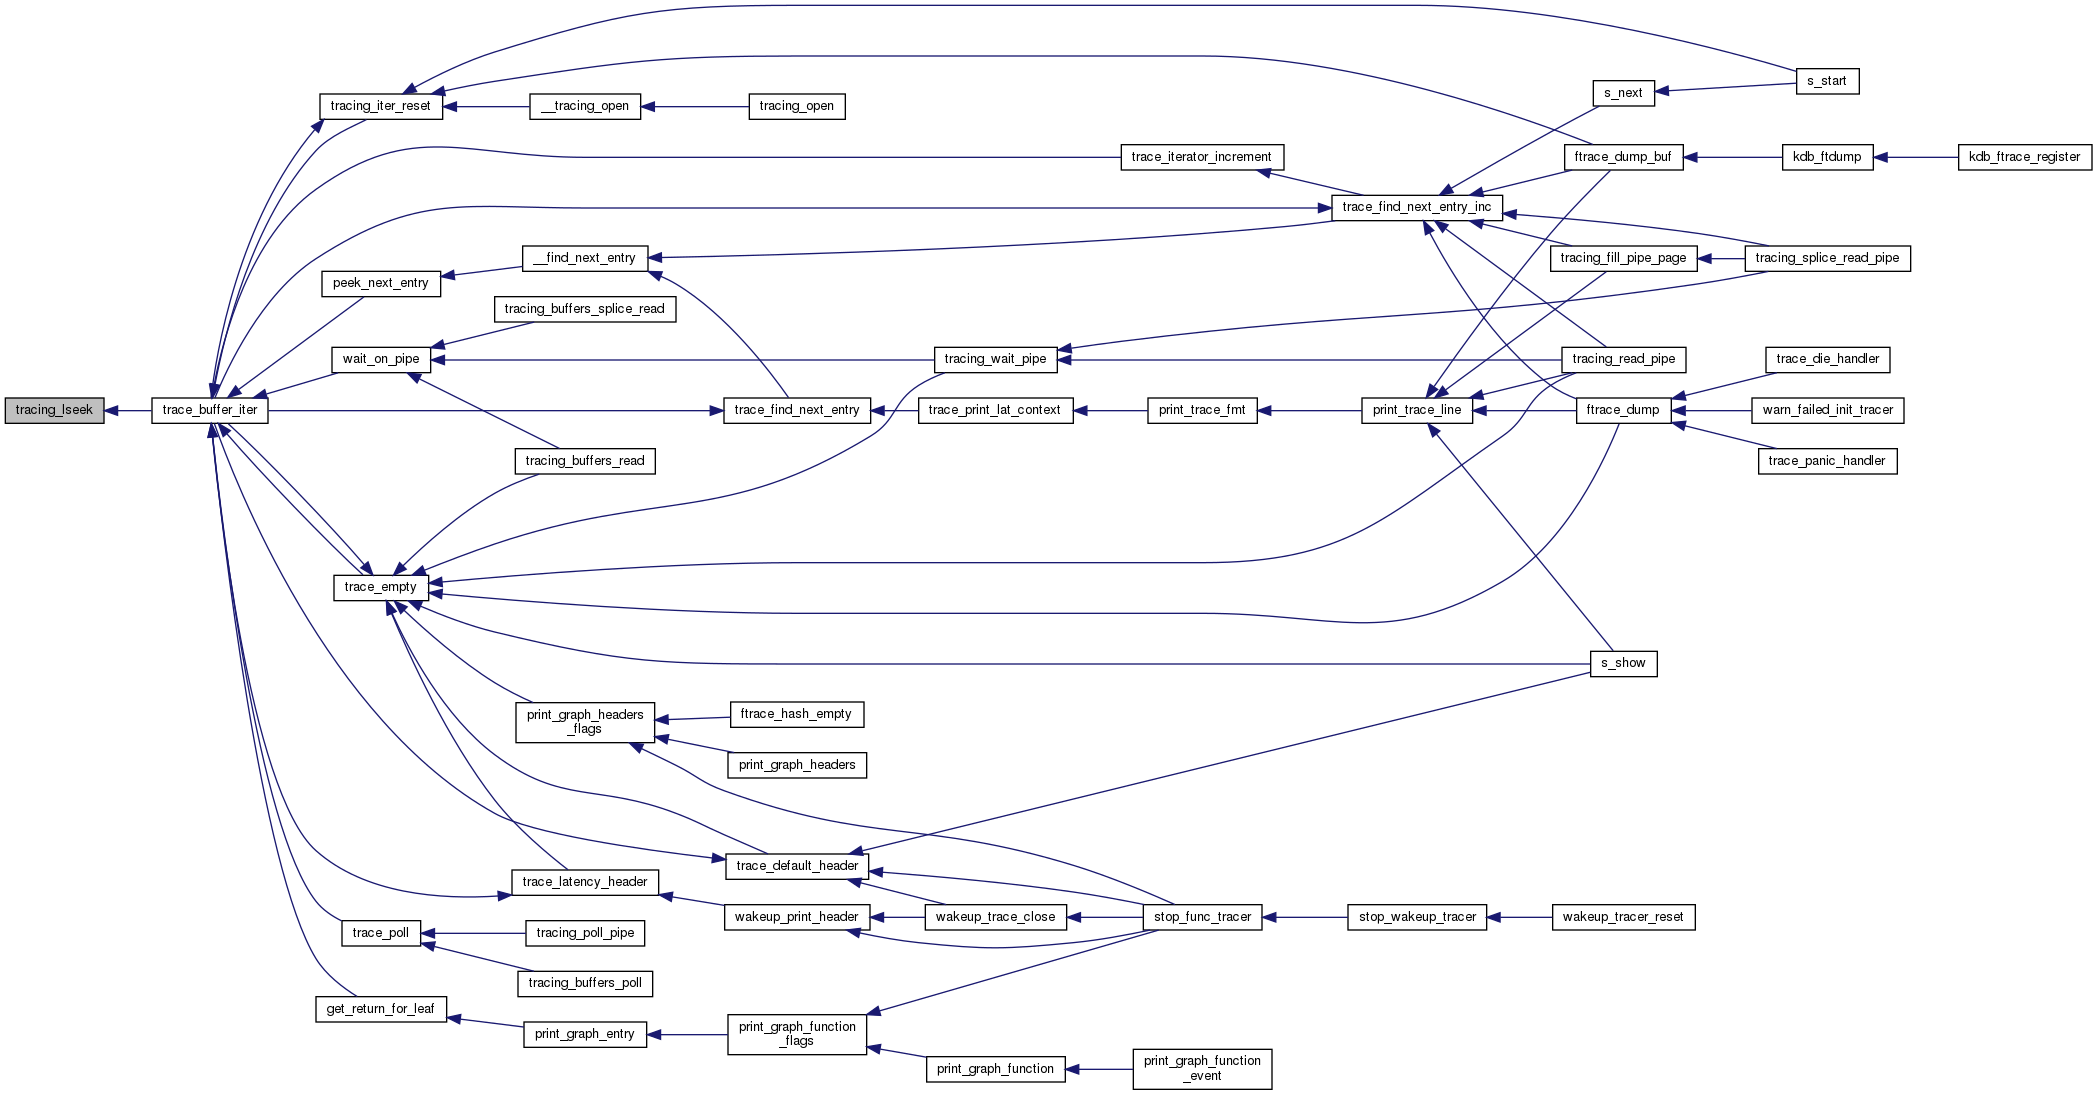 s_start
s_next
tracing_iter_reset
__tracing_open
tracing_open
trace_iterator_increment
ftrace_dump_buf
kdb_ftdump
kdb_ftrace_register
trace_find_next_entry_inc
__find_next_entry
tracing_fill_pipe_page
tracing_splice_read_pipe
peek_next_entry
tracing_buffers_splice_read
wait_on_pipe
tracing_wait_pipe
tracing_read_pipe
trace_die_handler
tracing_lseek
trace_buffer_iter
trace_find_next_entry
trace_print_lat_context
print_trace_fmt
print_trace_line
ftrace_dump
warn_failed_init_tracer
tracing_buffers_read
trace_panic_handler
trace_empty
s_show
print_graph_headers
_flags
ftrace_hash_empty
print_graph_headers
trace_default_header
trace_latency_header
wakeup_print_header
wakeup_trace_close
stop_func_tracer
stop_wakeup_tracer
wakeup_tracer_reset
trace_poll
tracing_poll_pipe
tracing_buffers_poll
get_return_for_leaf
print_graph_entry
print_graph_function
_flags
print_graph_function
print_graph_function
_event